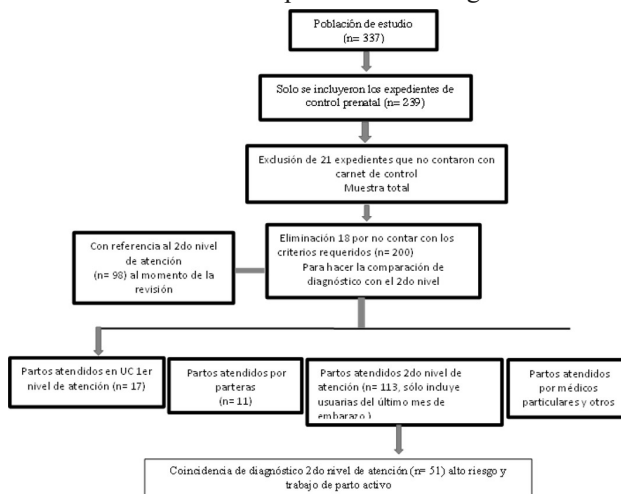 Población de estudio
(n= 337)
Solo se incluyeron los expedientes de
control prenatal (n= 239)
Exclusión de 21 expedientes que no contaron con
carnet de control
Muestra total
Con referencia al 2do nivel
de atención
(n= 98) al momento de la
revisión
Eliminación 18 por no contar con los
criterios requeridos (n= 200)
Para hacer la comparación de
diagnóstico con el 2do nivel
Partos atendidos en UC 1er
nivel de atención (n= 17)
Partos atendidos por
parteras
(n= 11)
Partos atendidos 2do nivel de
atención (n= 113, sólo incluye
usuarias del último mes de
embarazo )
Partos atendidos
por médicos
particulares y otros
Coincidencia de diagnóstico 2do nivel de atención (n= 51) alto riesgo y
trabajo de parto activo